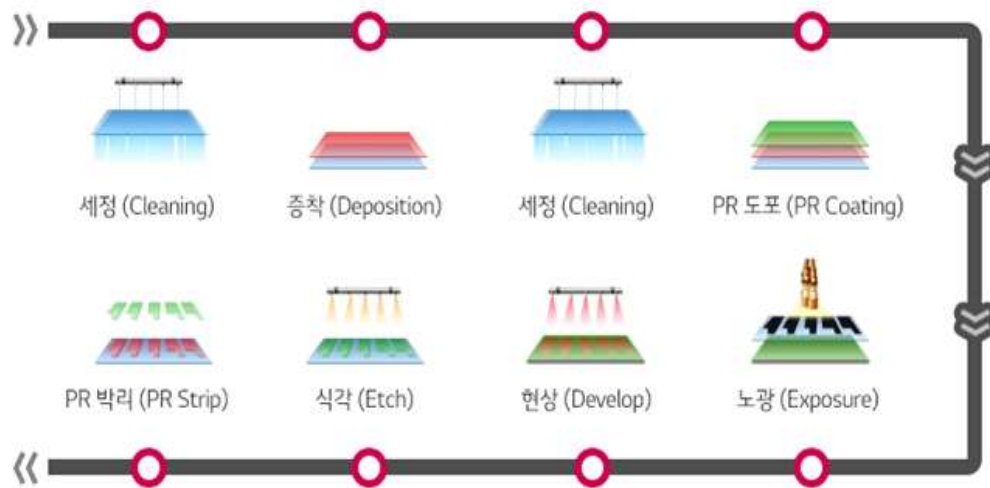 세정 (Cleaning)
증착 (Deposition)
세정 (Cleaning)
PR 도포 (PR Coating)
PR 박리 (PR Strip)
식각 (Etch)
현상 (Develop)
노광 (Exposure)